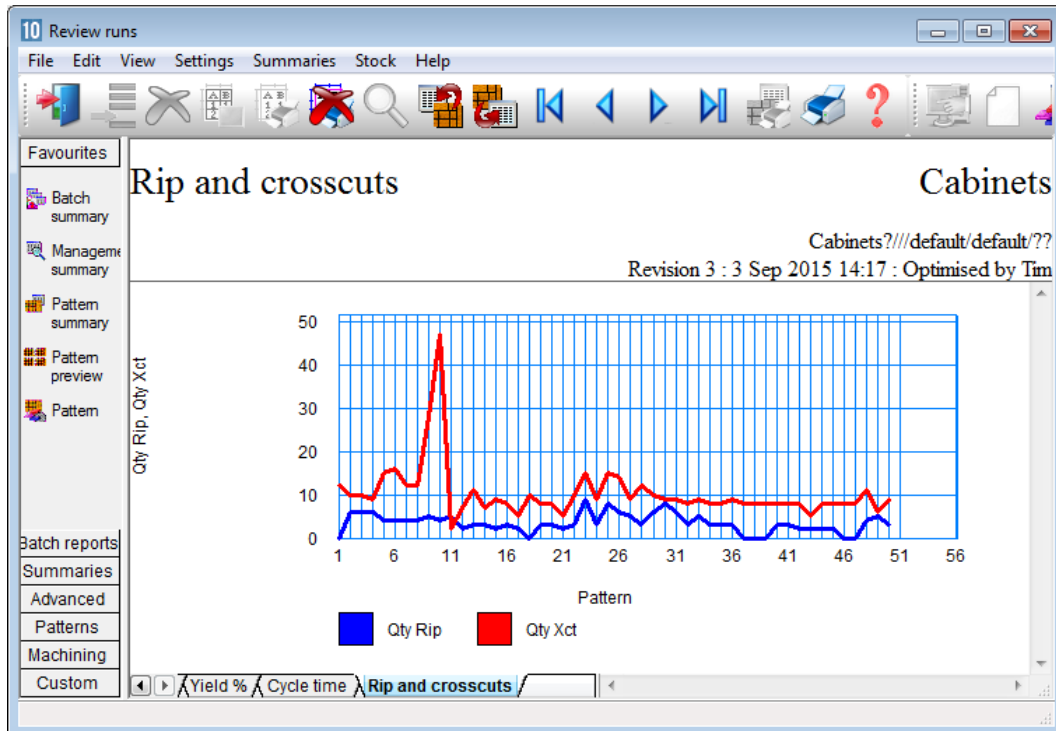 10 Review runs
File Edit View Settings Summaries Stock Help
Favourites
Batch
summary
Manageme
summary
Pattern
summary
Pattern
preview
Pattern
Batch reports
Summaries
Advanced
Patterns
Machining
Custom
Rip and crosscuts
Cabinets
Cabinets?///default/default/??
Revision 3 : 3 Sep 2015 14:17 : Optimised by Tim
Qty Rip, Qty Xct
50
40
30
20
10
0
1 6 11 16 21 26 31 36 41 46 51 56
Pattern
Qty Rip Qty Xct
Yield % Cycle time Rip and crosscuts